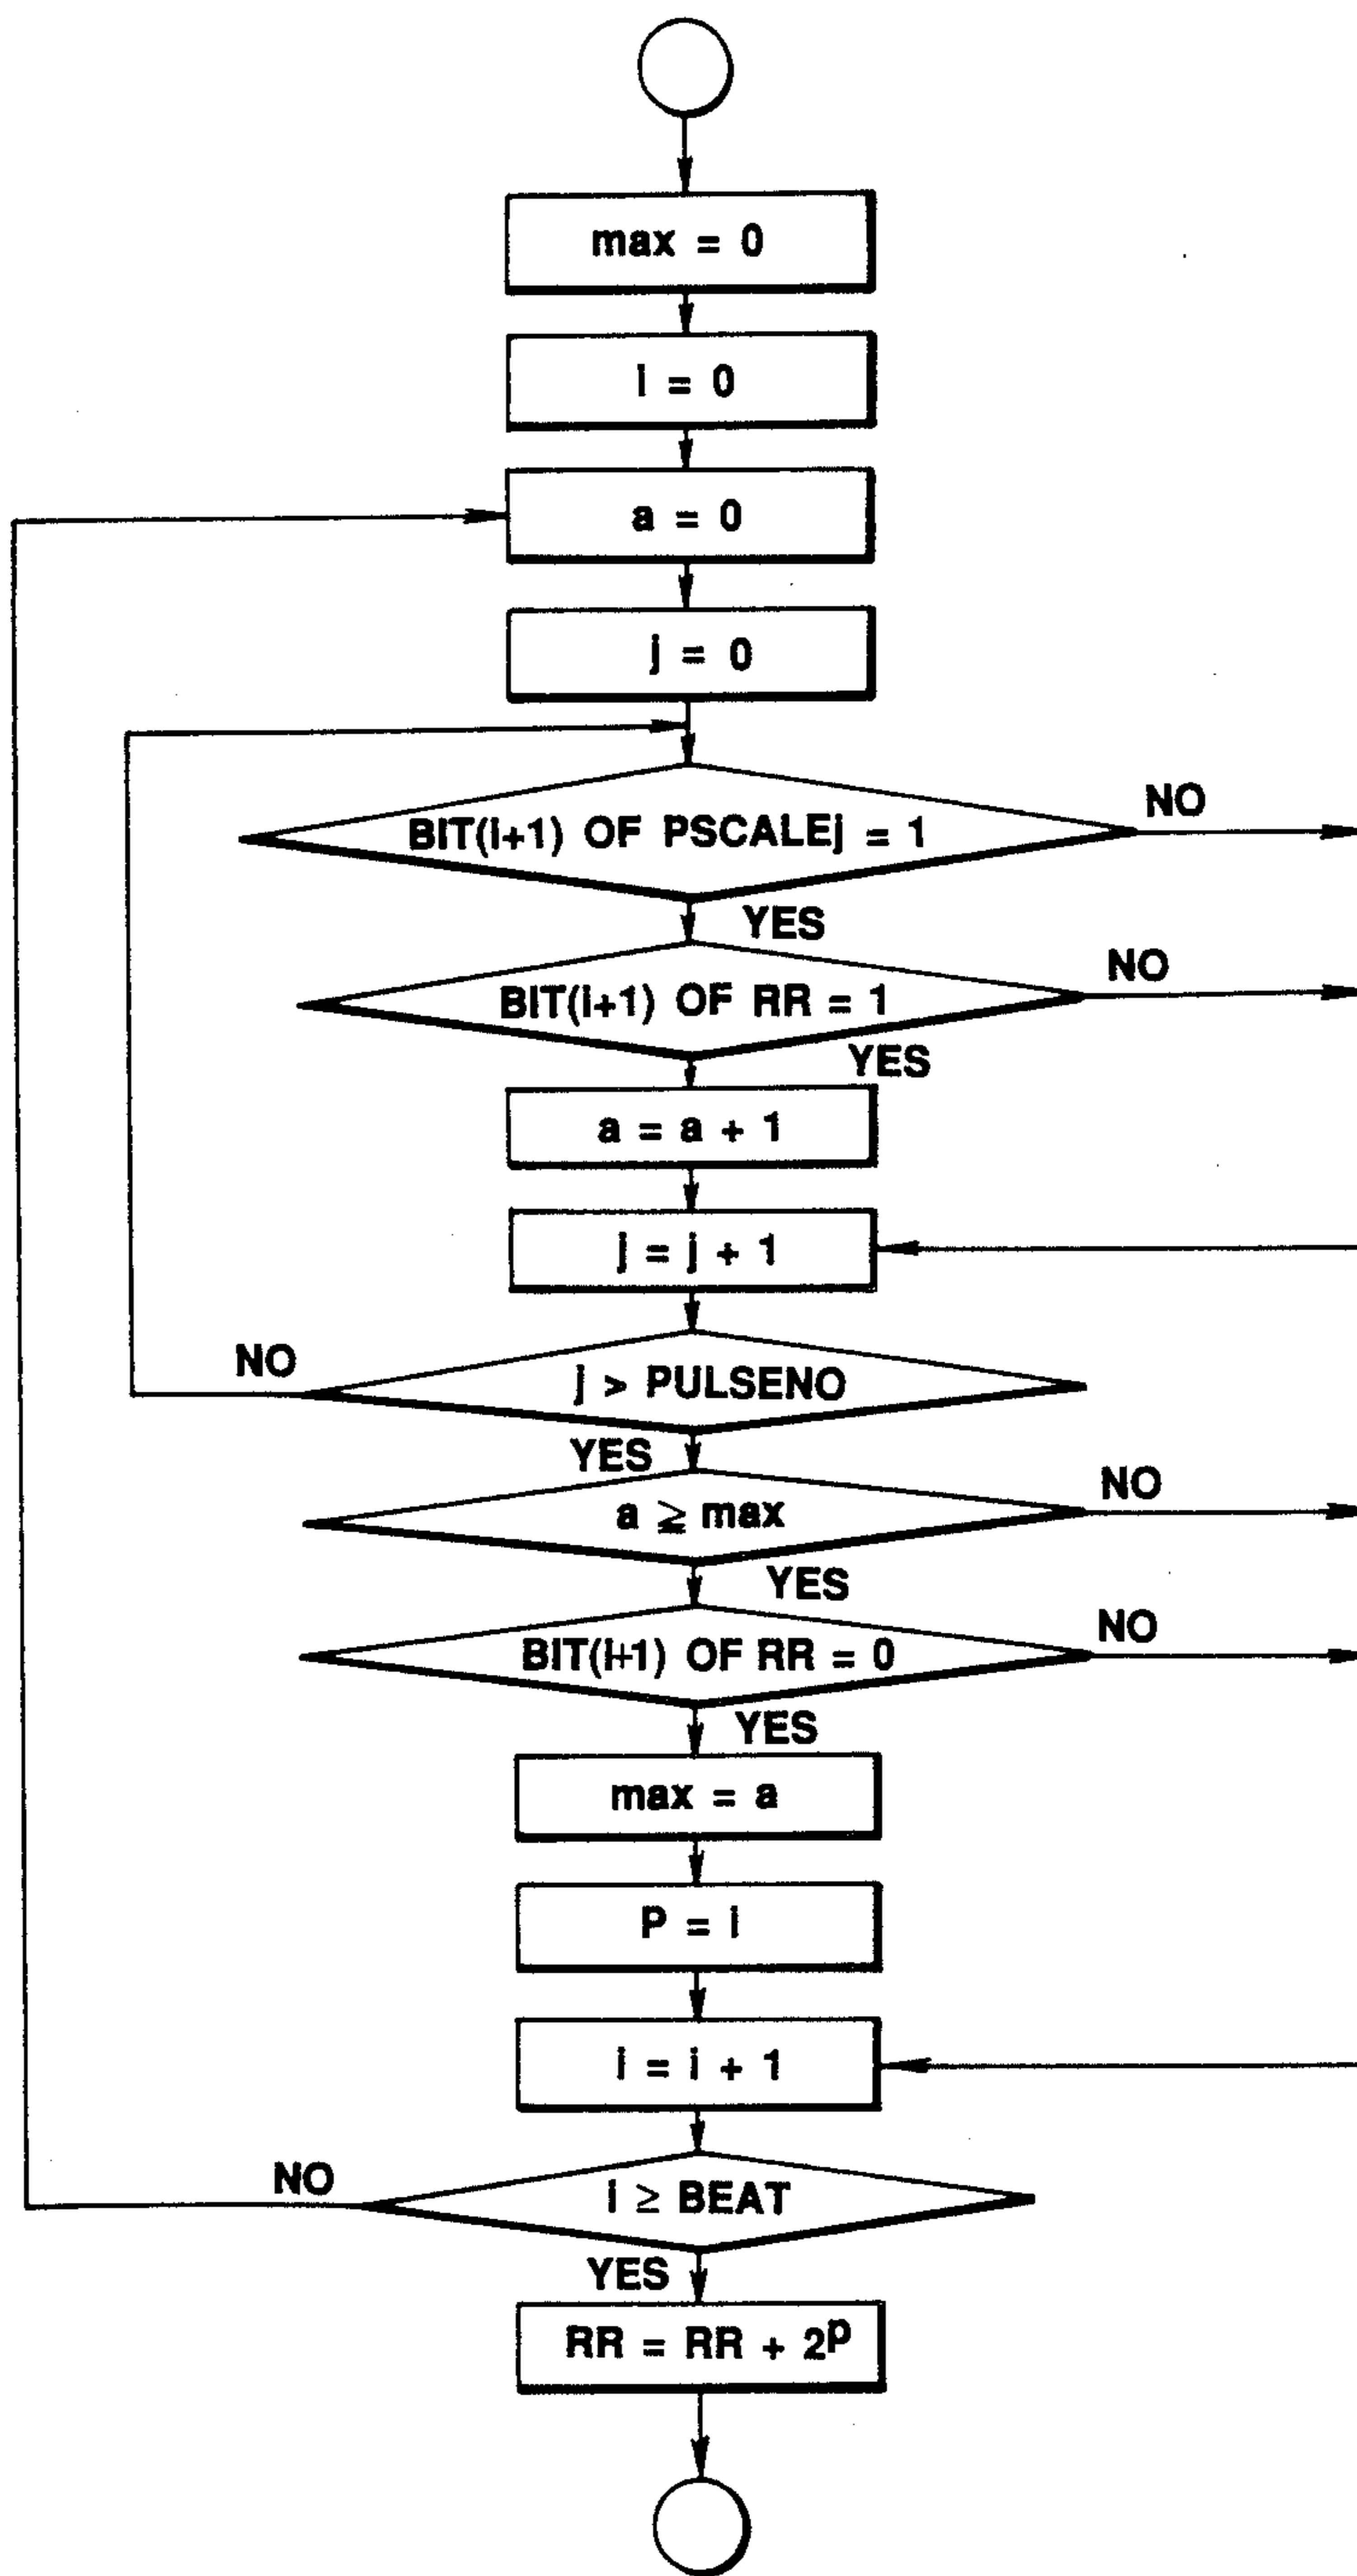 max = 0
i = 0
a = 0
j = 0
BIT(i+1) OF PSCALEj = 1
NO
YES
BIT(i+1) OF RR = 1
NO
YES
a = a + 1
j = j + 1
j > PULSENO
NO
YES
a ≧ max
NO
YES
BIT(i+1) OF RR = 0
NO
YES
max = a
P = i
i = i + 1
i ≥ BEAT
NO
YES
RR = RR + 2^p